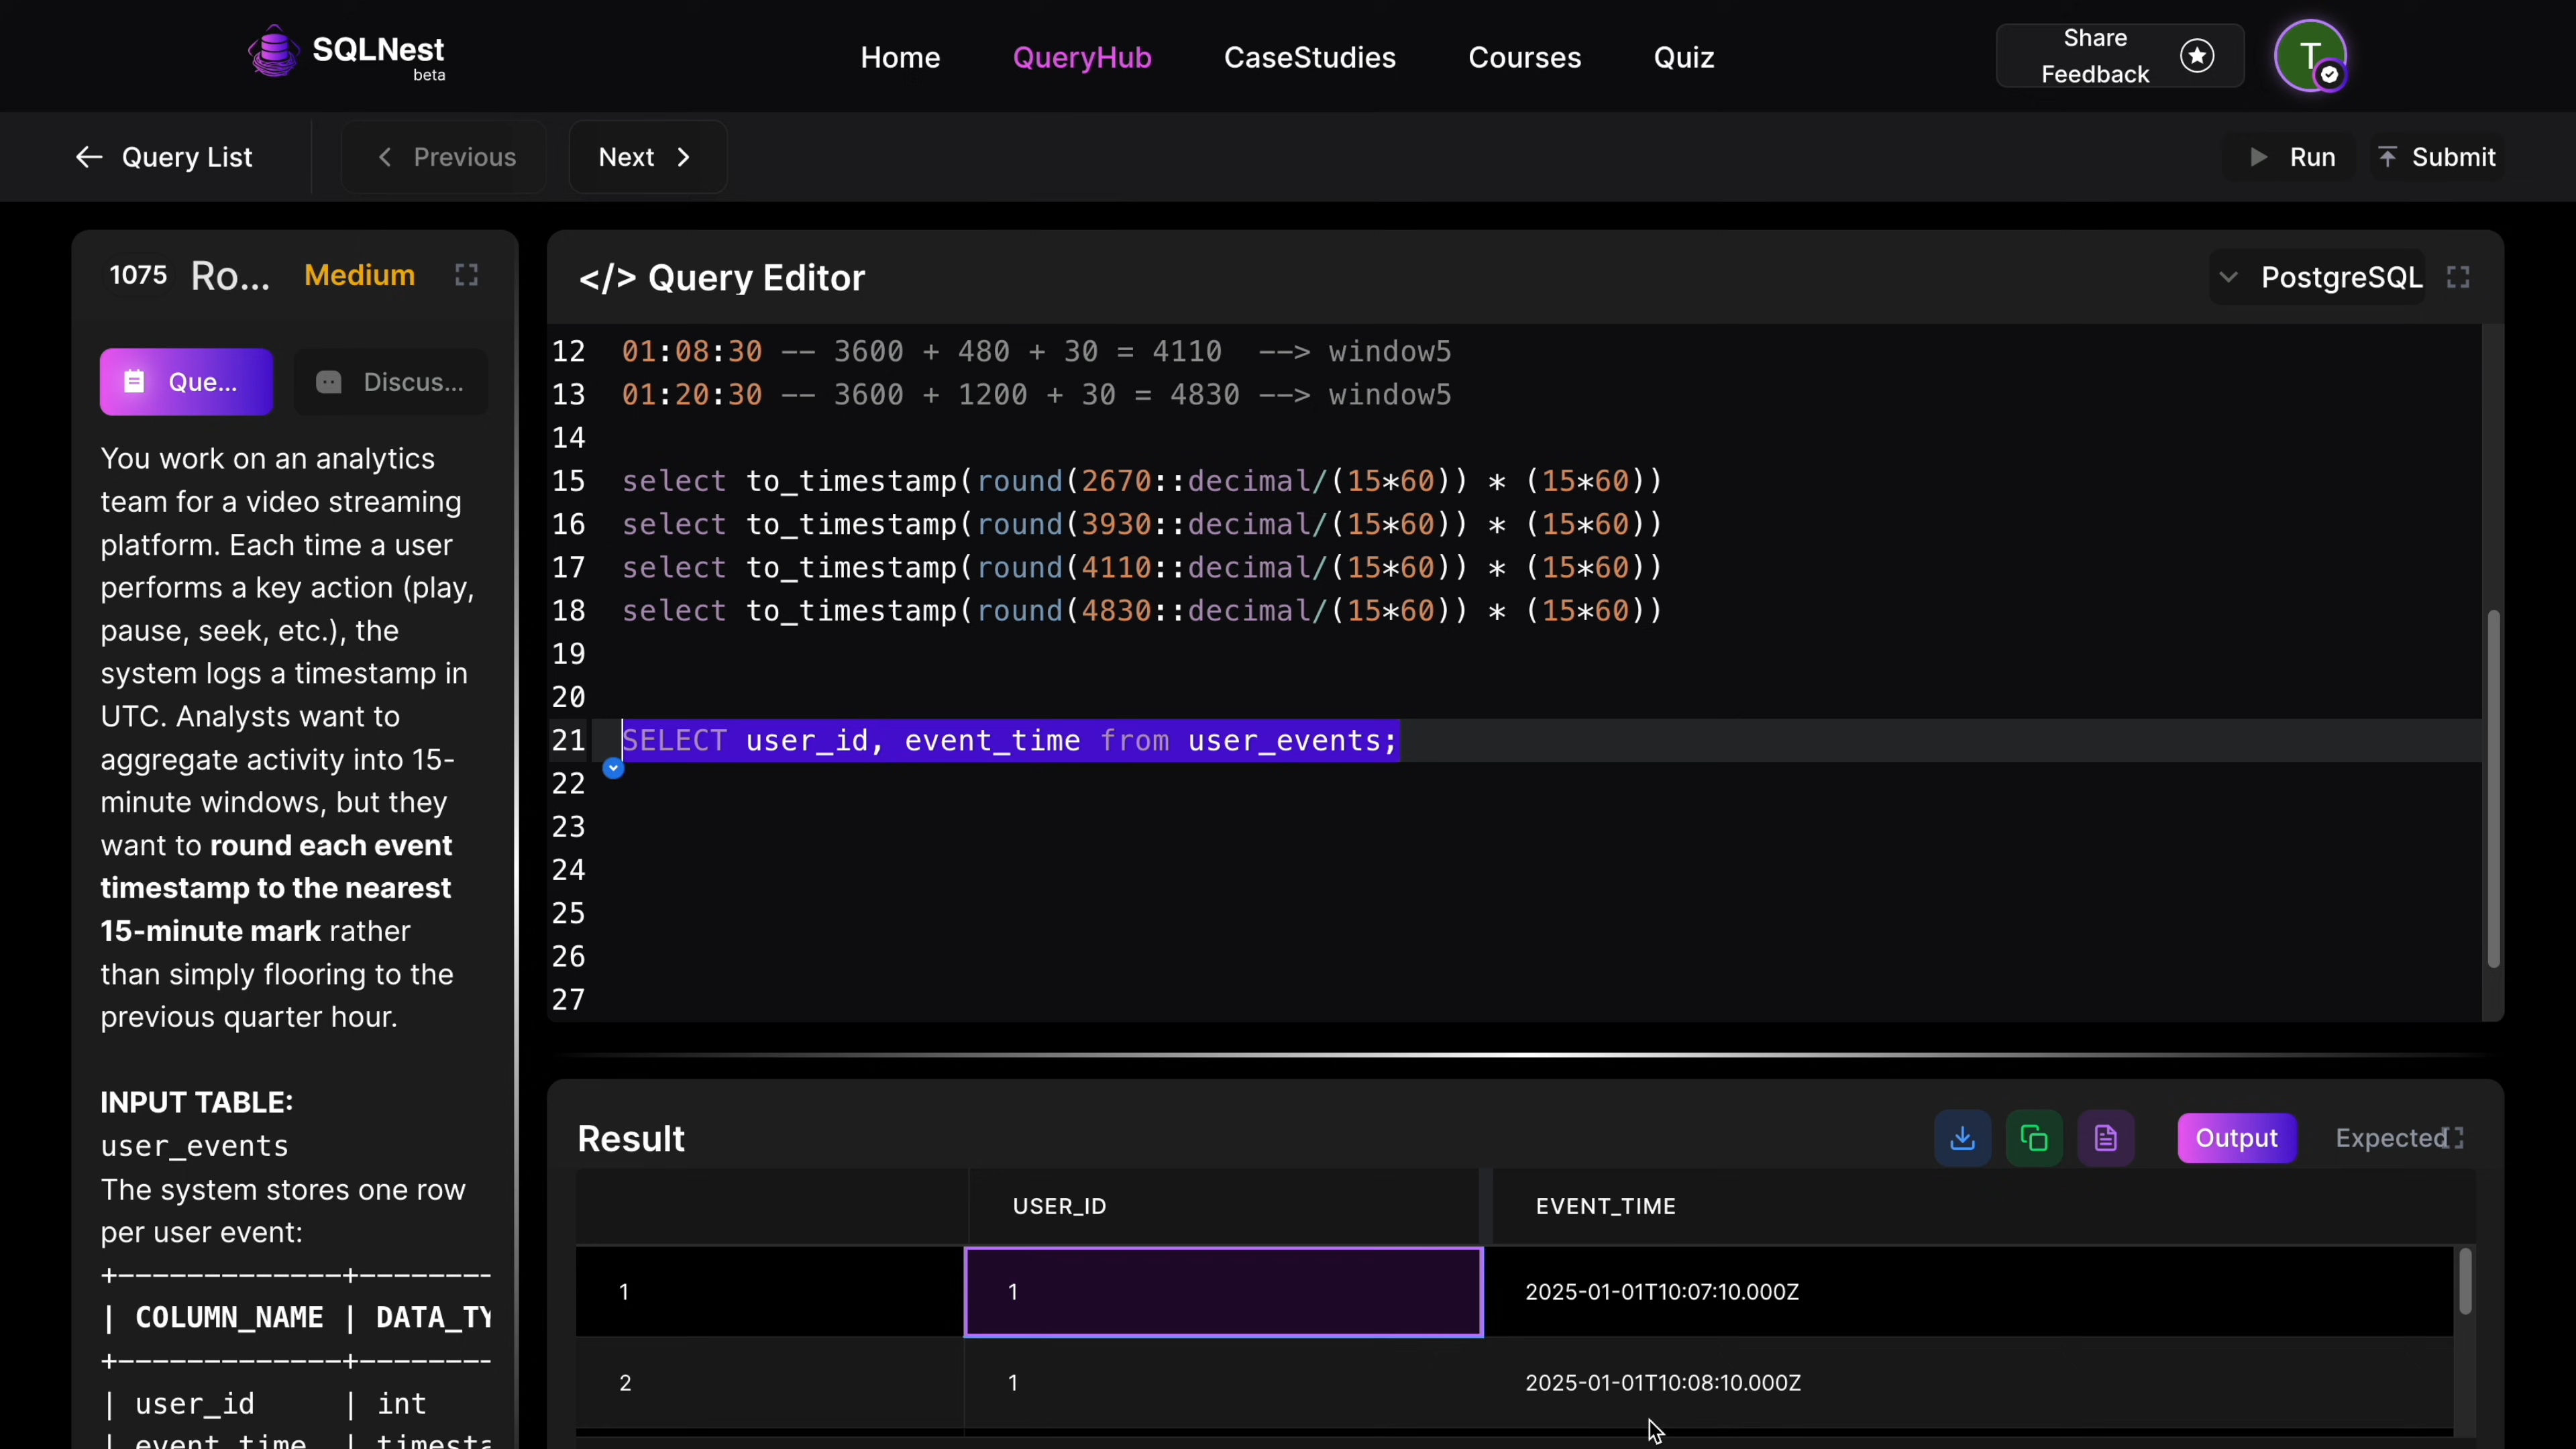 SQLNest
beta
Home
QueryHub
CaseStudies
Courses
Quiz
Share
Feedback
T
Query List
Previous
Next
Run
Submit
1075 Ro... Medium
Que...
Discus...
You work on an analytics
team for a video streaming
platform. Each time a user
performs a key action (play,
pause, seek, etc.), the
system logs a timestamp in
UTC. Analysts want to
aggregate activity into 15-
minute windows, but they
want to round each event
timestamp to the nearest
15-minute mark rather
than simply flooring to the
previous quarter hour.
INPUT TABLE:
user_events
The system stores one row
per user event:
+-------------+--------
| COLUMN_NAME | DATA_TY
+-------------+--------
| user_id | int
| event_time | timesta
</> Query Editor
PostgreSQL
12 01:08:30 -- 3600 + 480 + 30 = 4110 --> window5
13 01:20:30 -- 3600 + 1200 + 30 = 4830 --> window5
14
15 select to_timestamp(round(2670::decimal/(15*60)) * (15*60))
16 select to_timestamp(round(3930::decimal/(15*60)) * (15*60))
17 select to_timestamp(round(4110::decimal/(15*60)) * (15*60))
18 select to_timestamp(round(4830::decimal/(15*60)) * (15*60))
19
20
21 SELECT user_id, event_time from user_events;
22
23
24
25
26
27
Result
Output
Expected
USER_ID EVENT_TIME
1 1 2025-01-01T10:07:10.000Z
2 1 2025-01-01T10:08:10.000Z